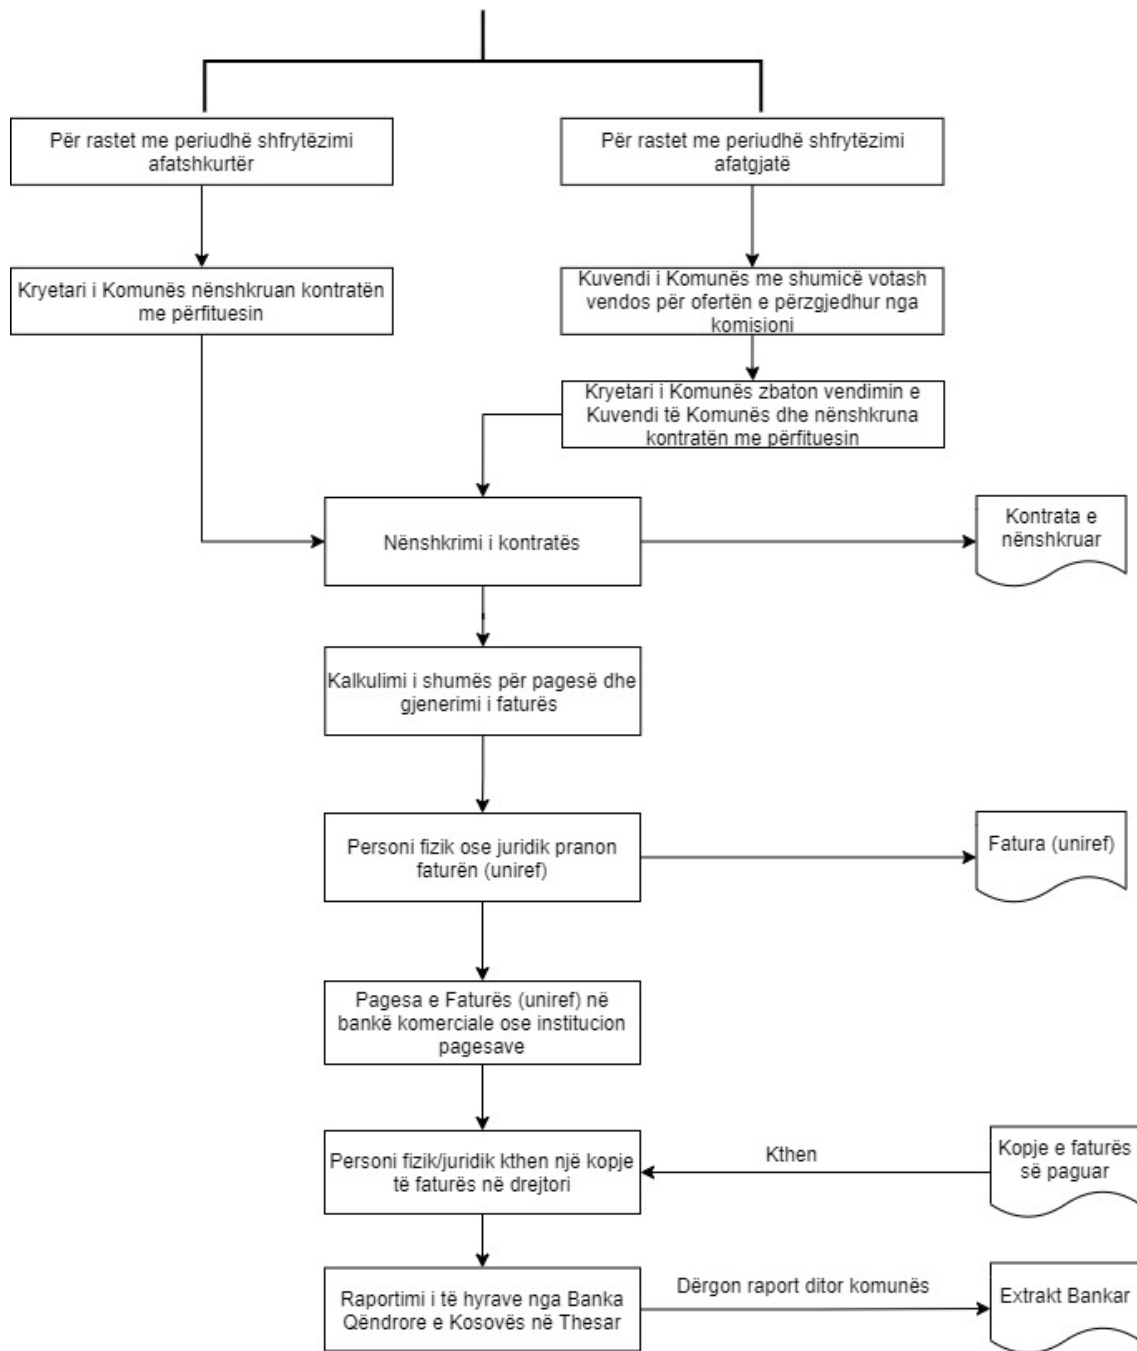 Për rastet me periudhë shfrytëzimi
afatshkurtër
Për rastet me periudhë shfrytëzimi
afatgjatë
Kryetari i Komunës nënshkruan kontratën
me përfituesin
Kuvendi i Komunës me shumicë votash
vendos për ofertën e përzgjedhur nga
komisioni
Kryetari i Komunës zbaton vendimin e
Kuvendi të Komunës dhe nënshkruna
kontratën me përfituesin
Nënshkrimi i kontratës
Kontrata e
nënshkruar
Kalkulimi i shumës për pagesë dhe
gjenerimi i faturës
Personi fizik ose juridik pranon
faturën (uniref)
Fatura (uniref)
Pagesa e Faturës (uniref) në
bankë komerciale ose institucion
pagesave
Personi fizik/juridik kthen një kopje
të faturës në drejtori
Kthen
Kopje e faturës
së paguar
Raportimi i të hyrave nga Banka
Qëndrore e Kosovës në Thesar
Dërgon raport ditor komunës
Extrakt Bankar